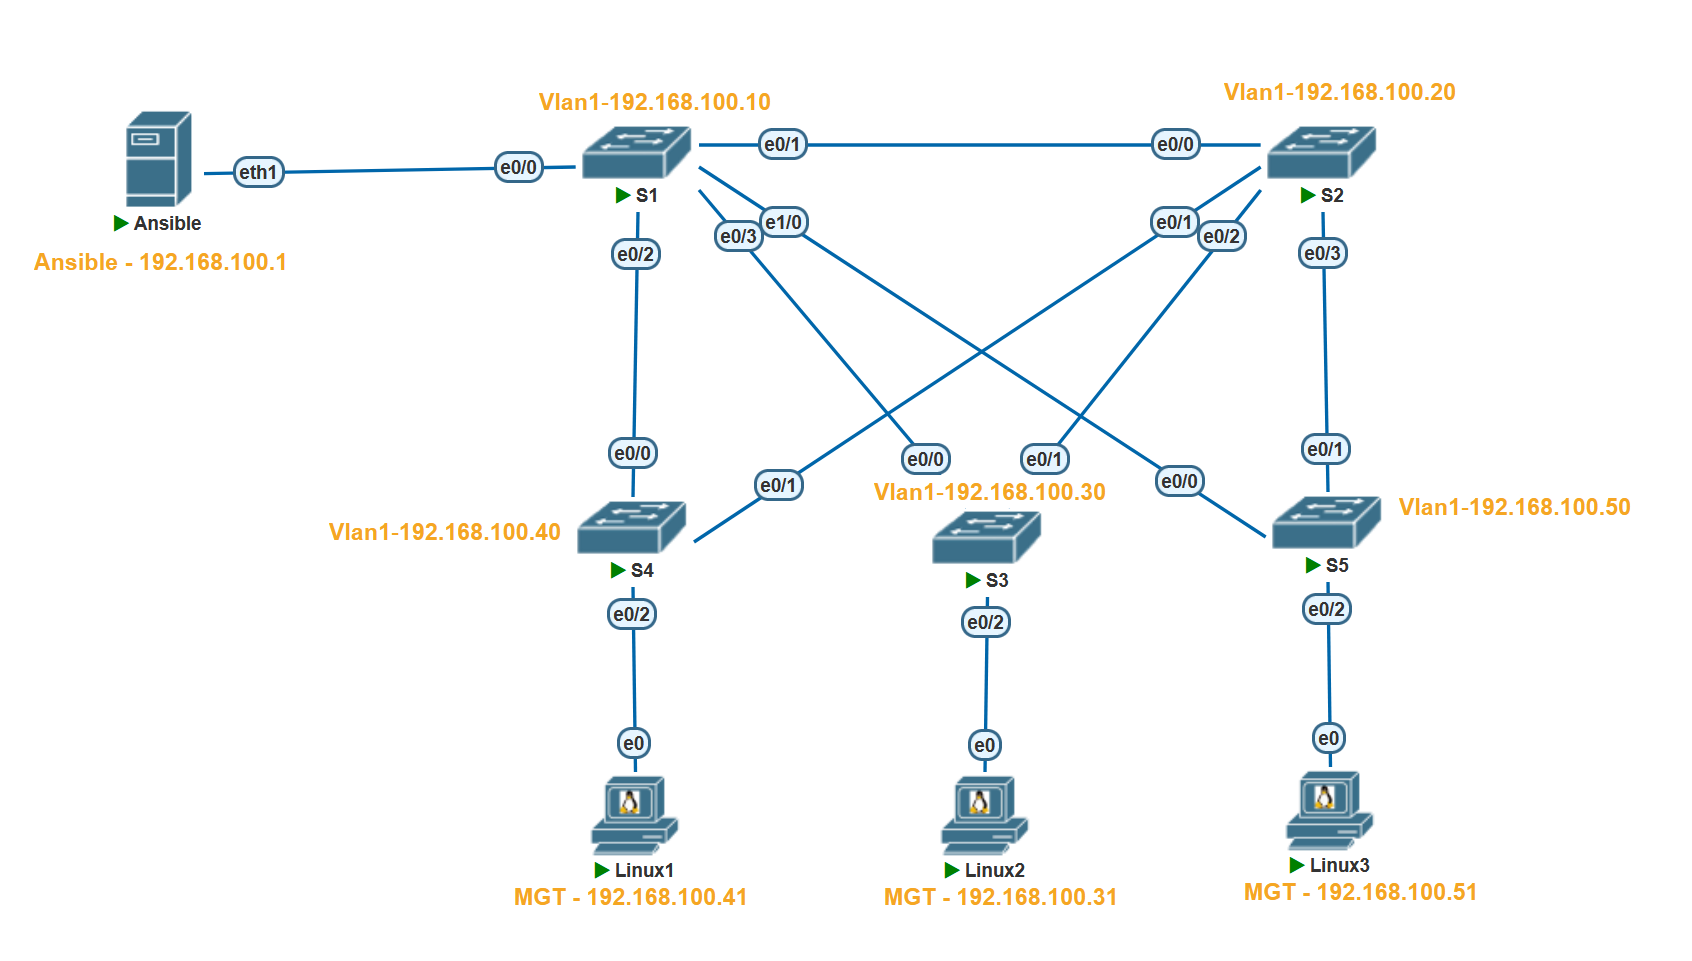 Vlan1-192.168.100.10
Vlan1-192.168.100.20
eth1
e0/0
e0/1
e0/0
S1
S2
Ansible
Ansible - 192.168.100.1
e0/2
e0/3
e1/0
e0/1
e0/2
e0/3
e0/0
e0/1
e0/0
e0/1
e0/0
e0/1
Vlan1-192.168.100.40
Vlan1-192.168.100.30
Vlan1-192.168.100.50
S4
S3
S5
e0/2
e0/2
e0/2
e0
e0
e0
Linux1
Linux2
Linux3
MGT - 192.168.100.41
MGT - 192.168.100.31
MGT - 192.168.100.51